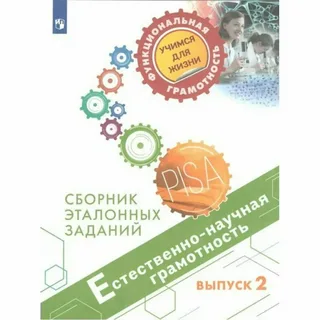 ФУНКЦИОНАЛЬНАЯ
УЧИМСЯ ДЛЯ
ЖИЗНИ
ГРАМОТНОСТЬ
PISA
СБОРНИК
ЭТАЛОННЫХ
ЗАДАНИЙ
Естественно-научная
грамотность
ВЫПУСК 2